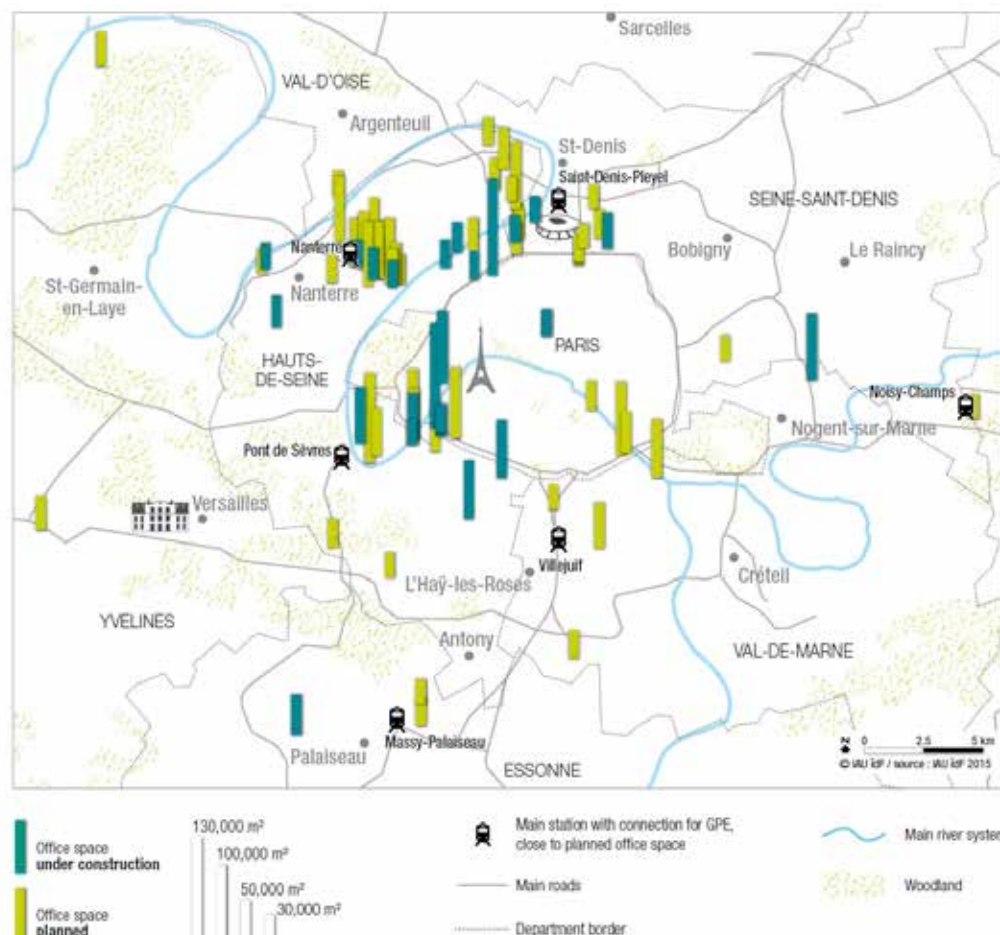 Sarcelles
VAL-D'OISE
Argenteuil
St-Denis
Saint-Denis-Pleyel
SEINE-SAINT-DENIS
Nanterre
Bobigny
Le Raincy
St-Germain-
en-Laye
Nanterre
HAUTS-
DE-SEINE
PARIS
Noisy-Champs
Nogent-sur-Marne
Pont de Sèvres
Versailles
Villejuif
L'Haÿ-les-Roses
Créteil
YVELINES
Antony
VAL-DE-MARNE
Palaiseau
Massy-Palaiseau
ESSONNE
N
0 2.5 5 km
© IAU îdF / source : IAU îdF 2015
Office space
under construction
Office space
planned
130,000 m²
100,000 m²
50,000 m²
30,000 m²
Main station with connection for GPE,
close to planned office space
Main roads
Department border
Main river system
Woodland